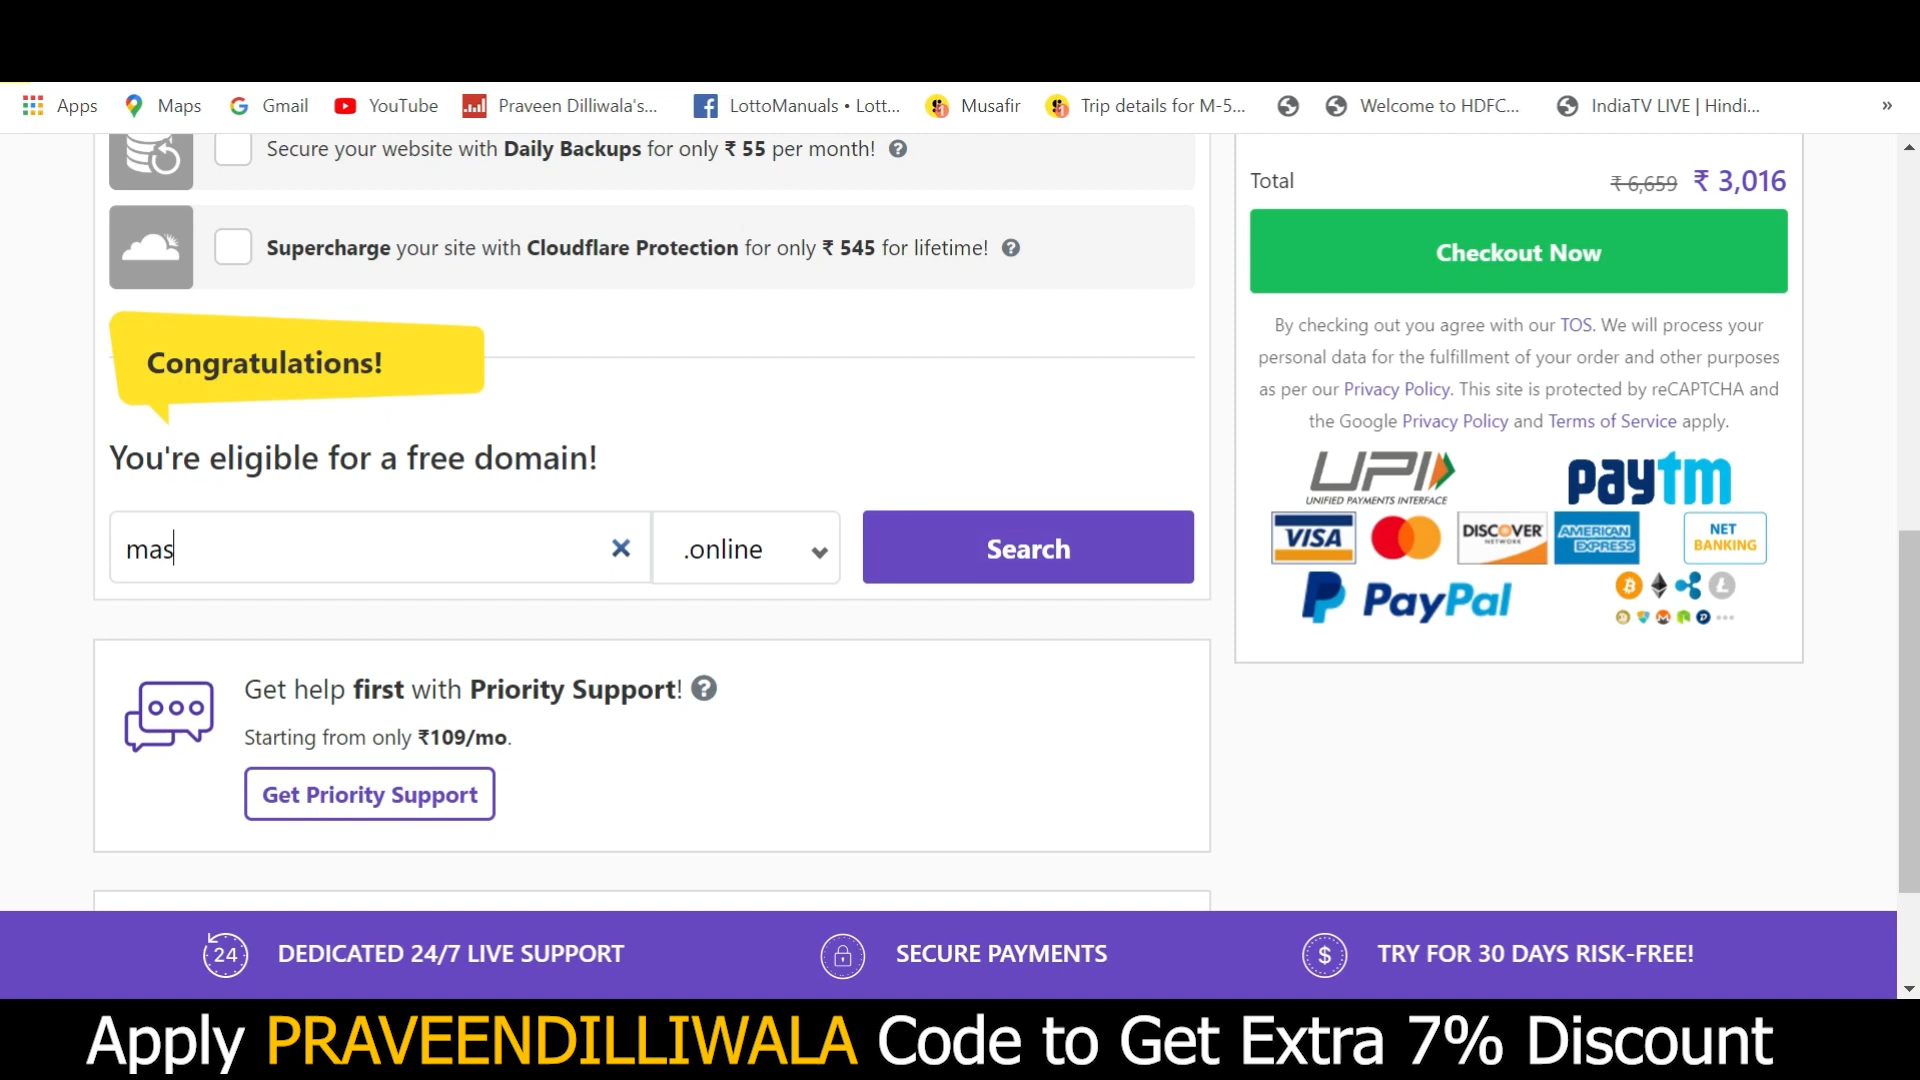 Apps Maps Gmail YouTube Praveen Dilliwala's... LottoManuals • Lott... Musafir Trip details for M-5... Welcome to HDFC... IndiaTV LIVE | Hindi... »
Secure your website with Daily Backups for only ₹ 55 per month! ?
Supercharge your site with Cloudflare Protection for only ₹ 545 for lifetime! ?
Congratulations!
You're eligible for a free domain!
mas × .online Search
Get help first with Priority Support! ?
Starting from only ₹109/mo.
Get Priority Support
Total ₹ 6,659 ₹ 3,016
Checkout Now
By checking out you agree with our TOS. We will process your
personal data for the fulfillment of your order and other purposes
as per our Privacy Policy. This site is protected by reCAPTCHA and
the Google Privacy Policy and Terms of Service apply.
UPI
UNIFIED PAYMENTS INTERFACE
paytm
VISA MasterCard DISCOVER NETWORK AMERICAN EXPRESS NET BANKING
PayPal
24 DEDICATED 24/7 LIVE SUPPORT SECURE PAYMENTS $ TRY FOR 30 DAYS RISK-FREE!
Apply PRAVEENDILLIWALA Code to Get Extra 7% Discount